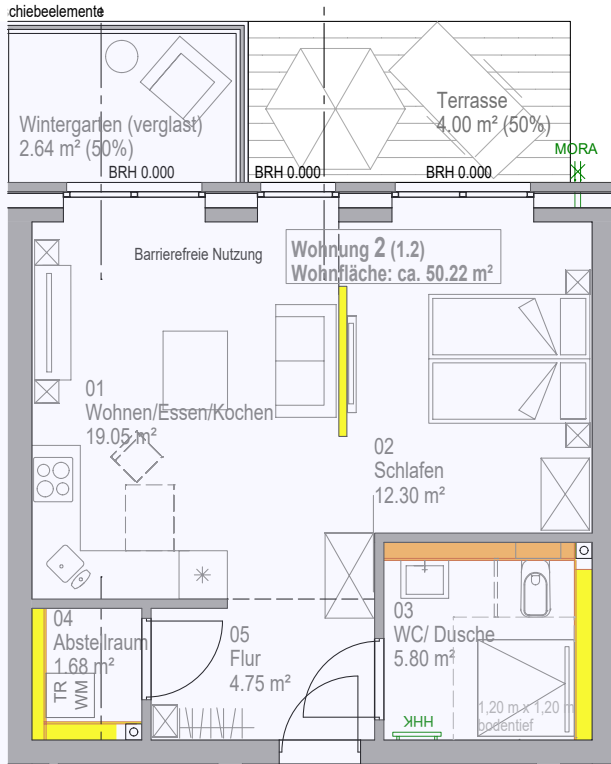 chiebeelemente
Wintergarten (verglast)
2.64 m² (50%)
Terrasse
4.00 m² (50%)
MORA
BRH 0.000
BRH 0.000
BRH 0.000
Barrierefreie Nutzung
Wohnung 2 (1.2)
Wohnfläche: ca. 50.22 m²
01
Wohnen/Essen/Kochen
19.05 m²
02
Schlafen
12.30 m²
03
WC/ Dusche
5.80 m²
04
Abstellraum
1.68 m²
TR
WM
05
Flur
4.75 m²
1,20 m x 1,20 m
bodentief
HHK